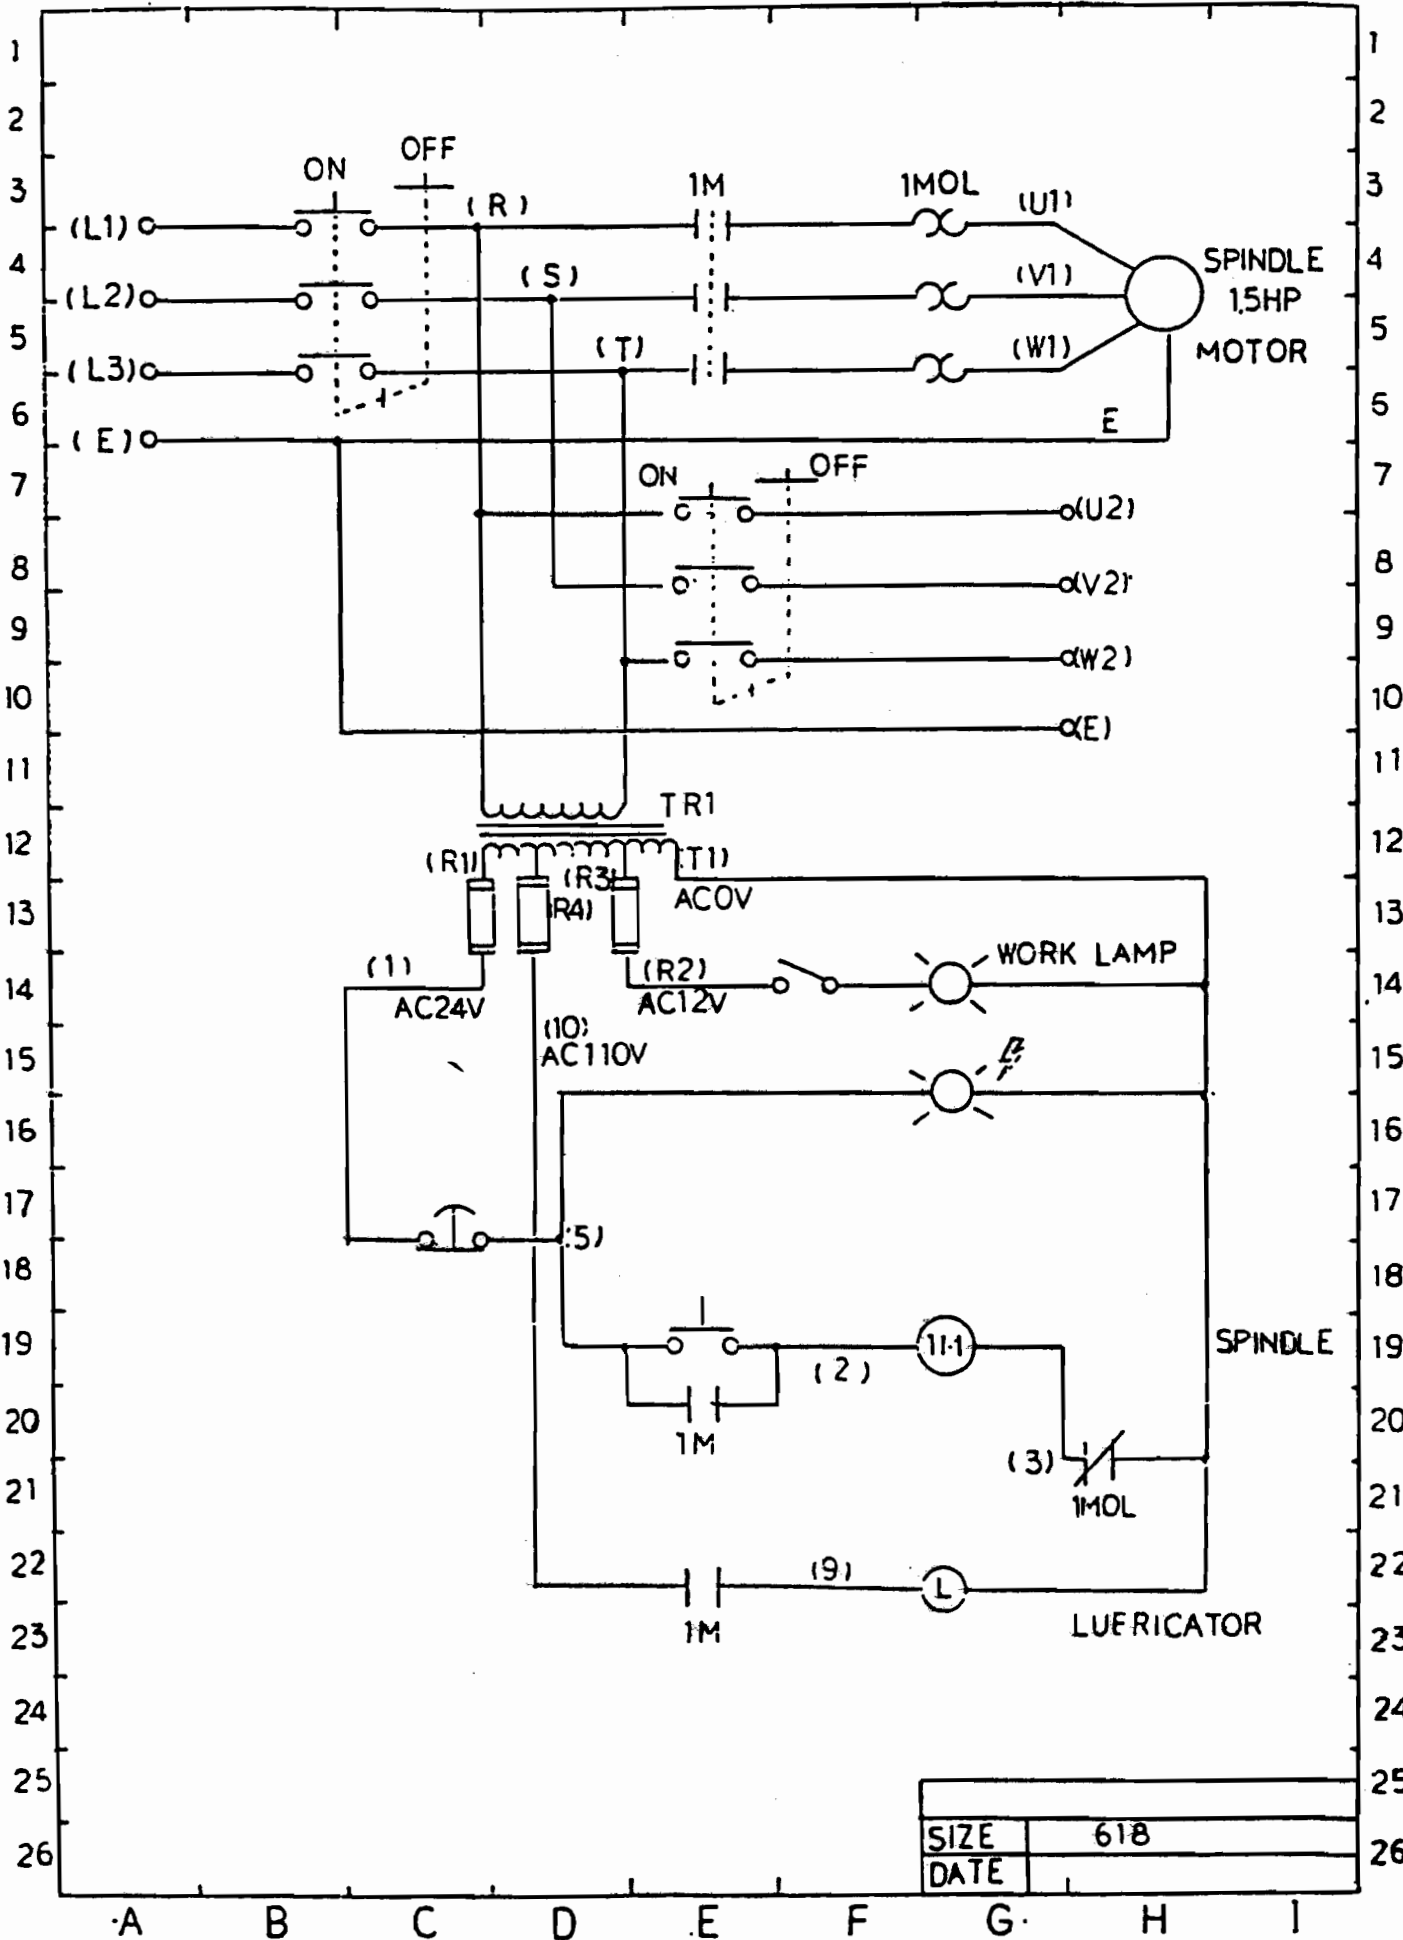 1 1
2 2
ON OFF
3 3
1M 1MOL
(L1) (R) (U1)
4 4
SPINDLE
(L2) (S) (V1)
1.5HP
5 5
(L3) (T) (W1)
MOTOR
6 5
(E) E
7 7
ON OFF
(U2)
8 8
(V2)
9 9
(W2)
10 10
(E)
11 11
TR1
12 12
(R1) (R3 T1)
AC0V
13 R4) 13
(1) (R2) WORK LAMP
14 14
AC24V AC12V
(10)
15 AC110V 15
16 16
17 17
5)
18 18
19 SPINDLE 19
(2)
20 20
1M
(3)
21 21
1MOL
22 22
(9)
L
23 1M LUERICATOR 23
24 24
25 25
SIZE 618
26 26
DATE
A B C D E F G H I